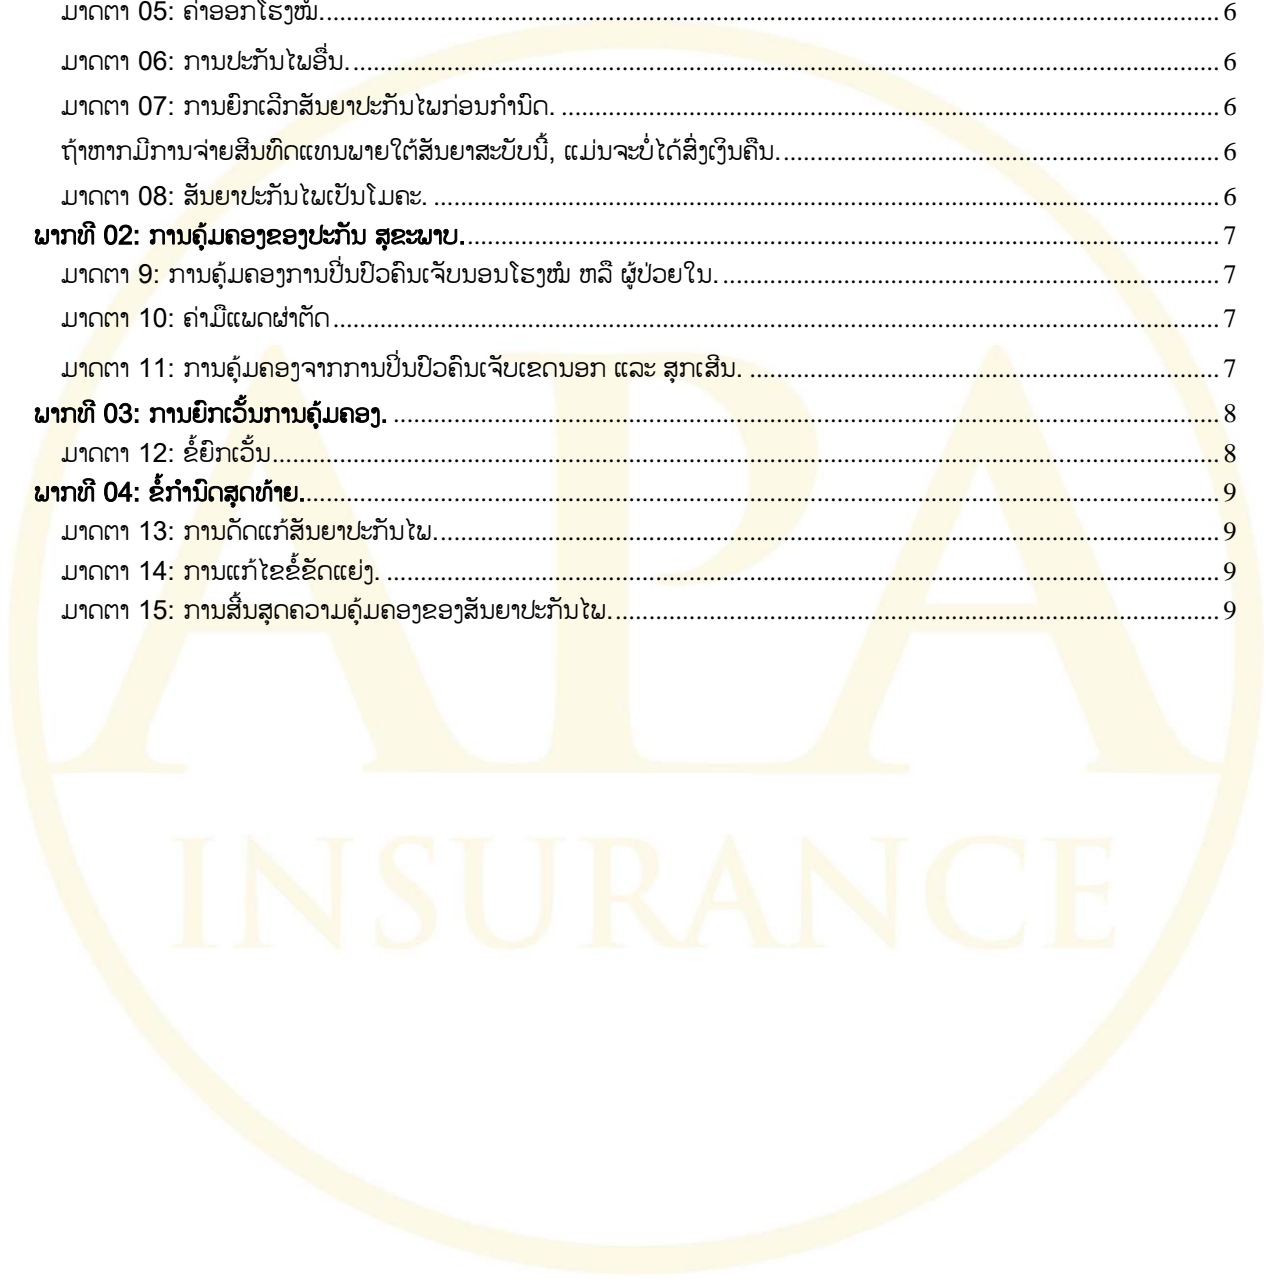 ມາດຕາ 05: ຄ່າອອກໂຮງໝໍ. 6
ມາດຕາ 06: ການປະກັນໄພອື່ນ. 6
ມາດຕາ 07: ການຍົກເລີກສັນຍາປະກັນໄພກ່ອນກຳນົດ. 6
ຖ້າຫາກມີການຈ່າຍສິນທົດແທນພາຍໃຕ້ສັນຍາສະບັບນີ້, ແມ່ນຈະບໍ່ໄດ້ສົ່ງເງິນຄືນ. 6
ມາດຕາ 08: ສັນຍາປະກັນໄພເປັນໂມຄະ. 6
ພາກທີ 02: ການຄຸ້ມຄອງຂອງປະກັນ ສຸຂະພາບ. 7
ມາດຕາ 9: ການຄຸ້ມຄອງການປິ່ນປົວຄົນເຈັບນອນໂຮງໝໍ ຫລື ຜູ້ປ່ວຍໃນ. 7
ມາດຕາ 10: ຄ່າມືແພດຜ່າຕັດ 7
ມາດຕາ 11: ການຄຸ້ມຄອງຈາກການປິ່ນປົວຄົນເຈັບເຂດນອກ ແລະ ສຸກເສີນ. 7
ພາກທີ 03: ການຍົກເວັ້ນການຄຸ້ມຄອງ. 8
ມາດຕາ 12: ຂໍ້ຍົກເວັ້ນ 8
ພາກທີ 04: ຂໍ້ກຳນົດສຸດທ້າຍ. 9
ມາດຕາ 13: ການດັດແກ້ສັນຍາປະກັນໄພ. 9
ມາດຕາ 14: ການແກ້ໄຂຂໍ້ຂັດແຍ່ງ. 9
ມາດຕາ 15: ການສິ້ນສຸດຄວາມຄຸ້ມຄອງຂອງສັນຍາປະກັນໄພ. 9
APA
INSURANCE